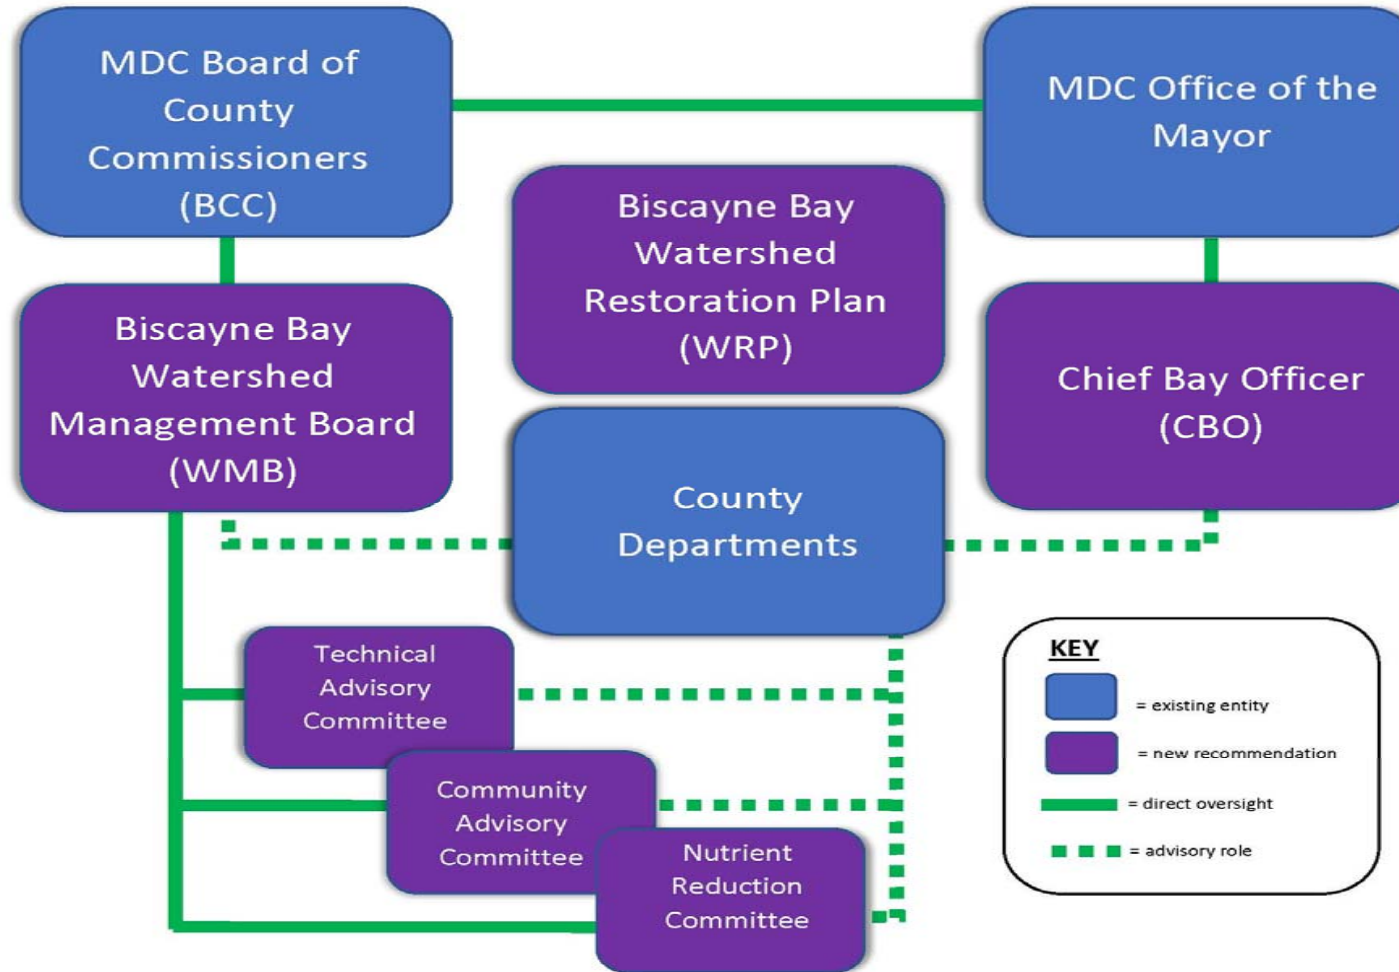 MDC Board of
County
Commissioners
(BCC)
MDC Office of the
Mayor
Biscayne Bay
Watershed
Restoration Plan
(WRP)
Biscayne Bay
Watershed
Management Board
(WMB)
Chief Bay Officer
(CBO)
County
Departments
Technical
Advisory
Committee
Community
Advisory
Committee
Nutrient
Reduction
Committee
KEY
= existing entity
= new recommendation
= direct oversight
= advisory role